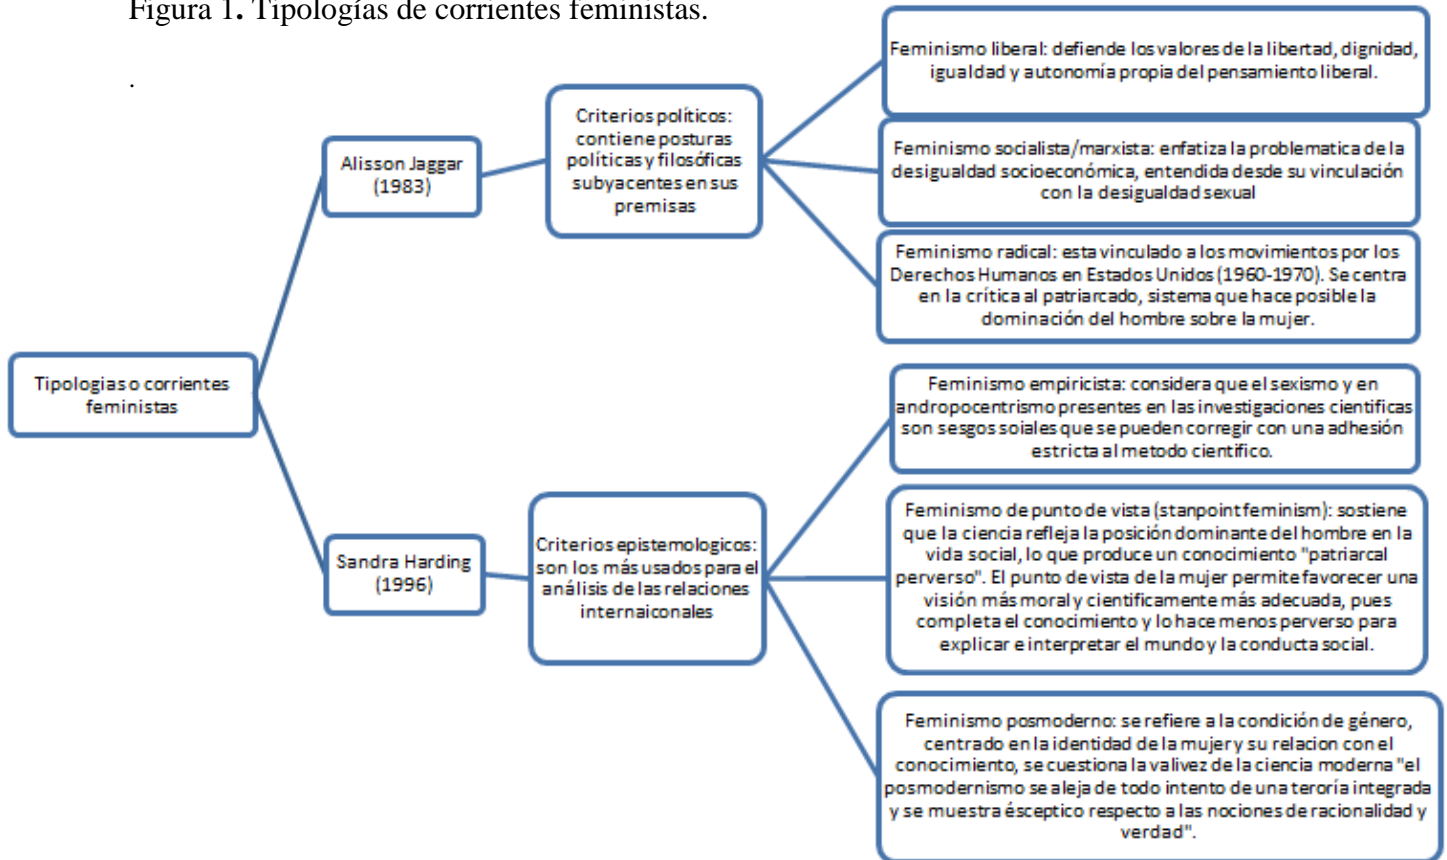 Figura 1. Tipologías de corrientes feministas.
.
Tipologias o corrientes
feministas
Alisson Jaggar
(1983)
Criterios políticos:
contiene posturas
políticas y filosóficas
subyacentes en sus
premisas
Feminismo liberal: defiende los valores de la libertad, dignidad,
igualdad y autonomía propia del pensamiento liberal.
Feminismo socialista/marxista: enfatiza la problematica de la
desigualdad socioeconómica, entendida desde su vinculación
con la desigualdad sexual
Feminismo radical: esta vinculado a los movimientos por los
Derechos Humanos en Estados Unidos (1960-1970). Se centra
en la crítica al patriarcado, sistema que hace posible la
dominación del hombre sobre la mujer.
Sandra Harding
(1996)
Criterios epistemologicos:
son los más usados para el
análisis de las relaciones
internaiconales
Feminismo empiricista: considera que el sexismo y en
andropocentrismo presentes en las investigaciones cientificas
son sesgos soiales que se pueden corregir con una adhesión
estricta al metodo cientifico.
Feminismo de punto de vista (stanpoint feminism): sostiene
que la ciencia refleja la posición dominante del hombre en la
vida social, lo que produce un conocimiento "patriarcal
perverso". El punto de vista de la mujer permite favorecer una
visión más moral y cientificamente más adecuada, pues
completa el conocimiento y lo hace menos perverso para
explicar e interpretar el mundo y la conducta social.
Feminismo posmoderno: se refiere a la condición de género,
centrado en la identidad de la mujer y su relacion con el
conocimiento, se cuestiona la valivez de la ciencia moderna "el
posmodernismo se aleja de todo intento de una teroría integrada
y se muestra ésceptico respecto a las nociones de racionalidad y
verdad".